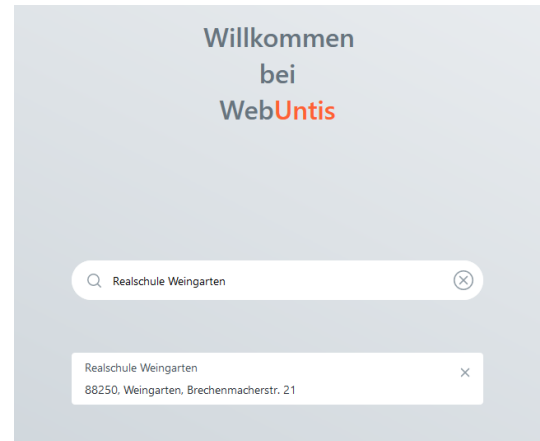 Willkommen
bei
WebUntis
Realschule Weingarten
Realschule Weingarten
88250, Weingarten, Brechenmacherstr. 21